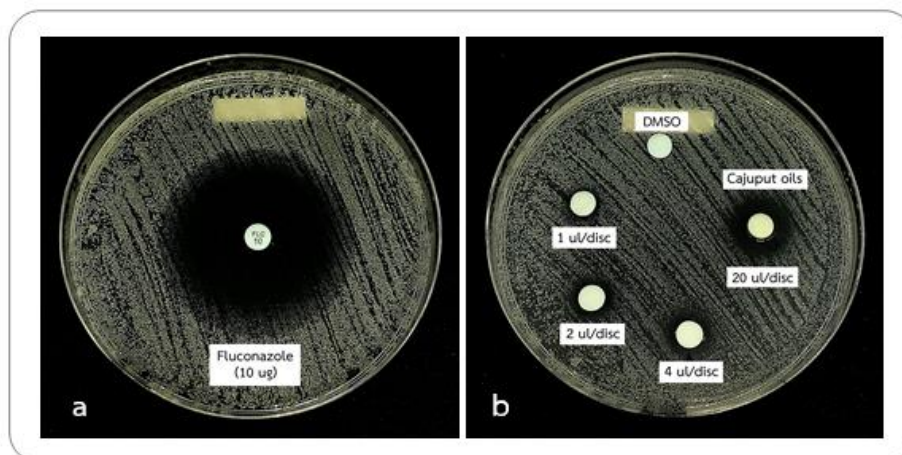 FLC
10
Fluconazole
(10 ug)
a
DMSO
Cajuput oils
1 ul/disc
20 ul/disc
2 ul/disc
4 ul/disc
b